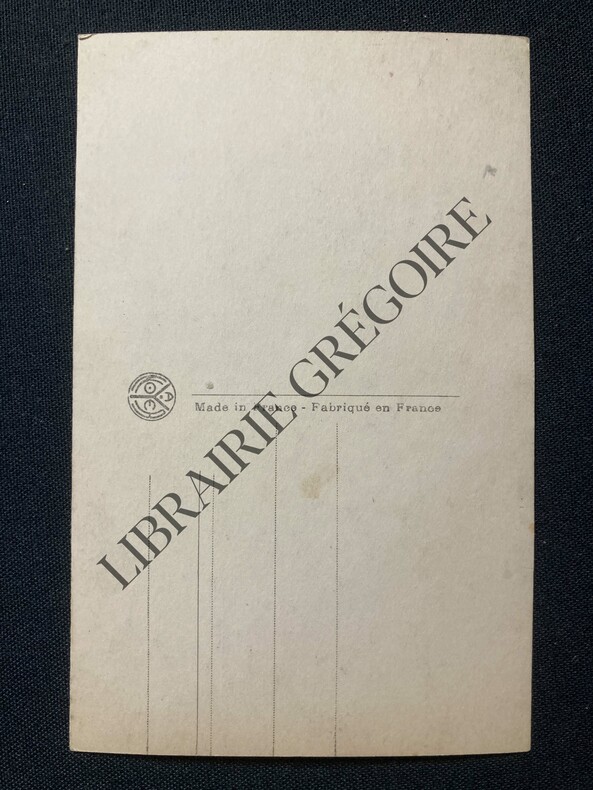 LIBRAIRIE GRÉGOIRE
Made in France - Fabriqué en France